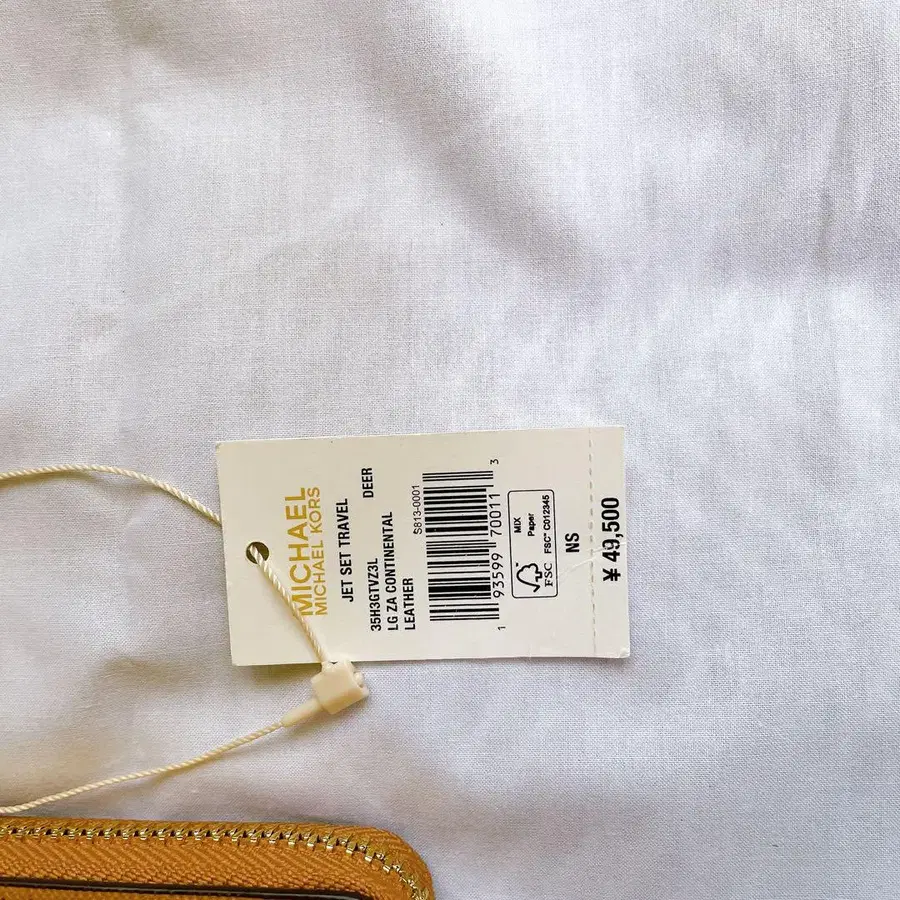 MICHAEL
MICHAEL KORS
JET SET TRAVEL
DEER
35H3GTVZ3L
LG ZA CONTINENTAL
LEATHER
S813-0001
1 93599 70011 3
MIX
Paper
FSC
FSC™ C012345
NS
¥ 49,500